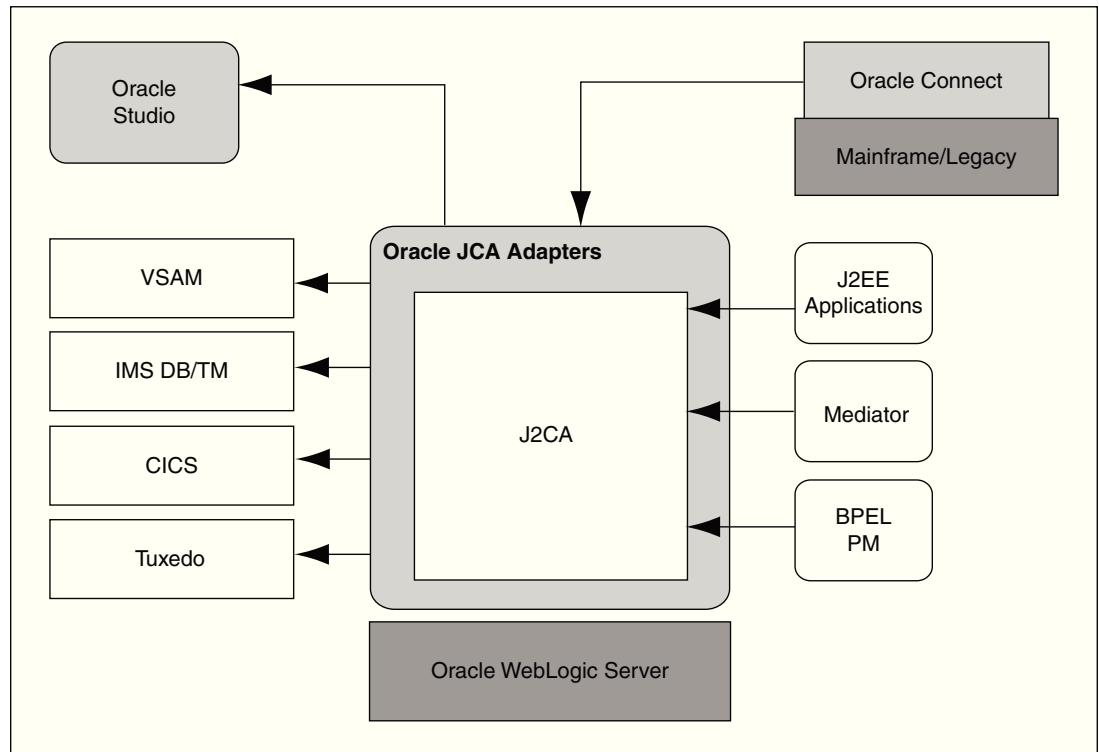 Oracle
Studio
Oracle Connect
Mainframe/Legacy
Oracle JCA Adapters
VSAM
IMS DB/TM
CICS
Tuxedo
J2CA
J2EE
Applications
Mediator
BPEL
PM
Oracle WebLogic Server